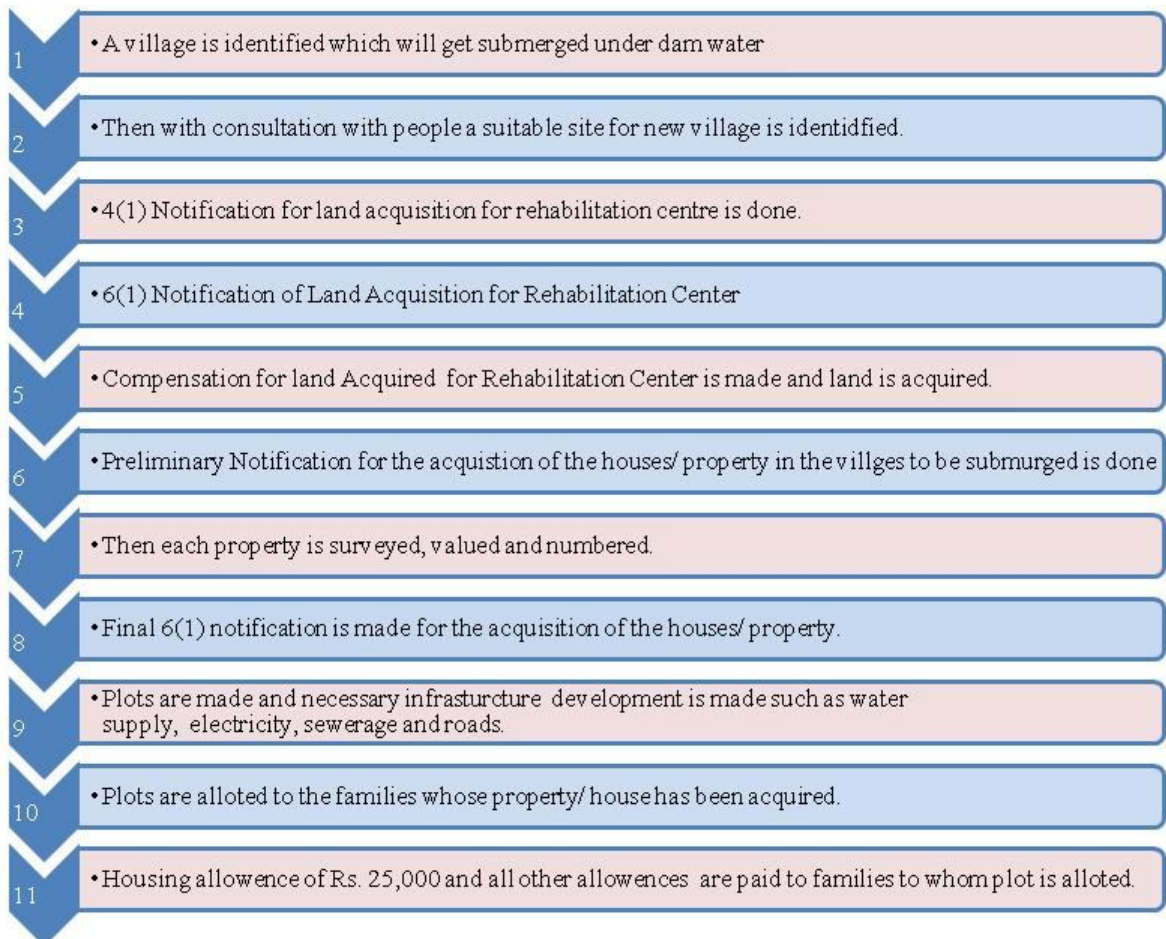 1
•A village is identified which will get submerged under dam water
2
•Then with consultation with people a suitable site for new village is identidfied.
3
•4(1) Notification for land acquisition for rehabilitation centre is done.
4
•6(1) Notification of Land Acquisition for Rehabilitation Center
5
•Compensation for land Acquired for Rehabilitation Center is made and land is acquired.
6
•Preliminary Notification for the acquistion of the houses/ property in the villges to be submurged is done
7
•Then each property is surveyed, valued and numbered.
8
•Final 6(1) notification is made for the acquisition of the houses/ property.
9
•Plots are made and necessary infrasturcture development is made such as water
supply, electricity, sewerage and roads.
10
•Plots are alloted to the families whose property/ house has been acquired.
11
•Housing allowence of Rs. 25,000 and all other allowences are paid to families to whom plot is alloted.